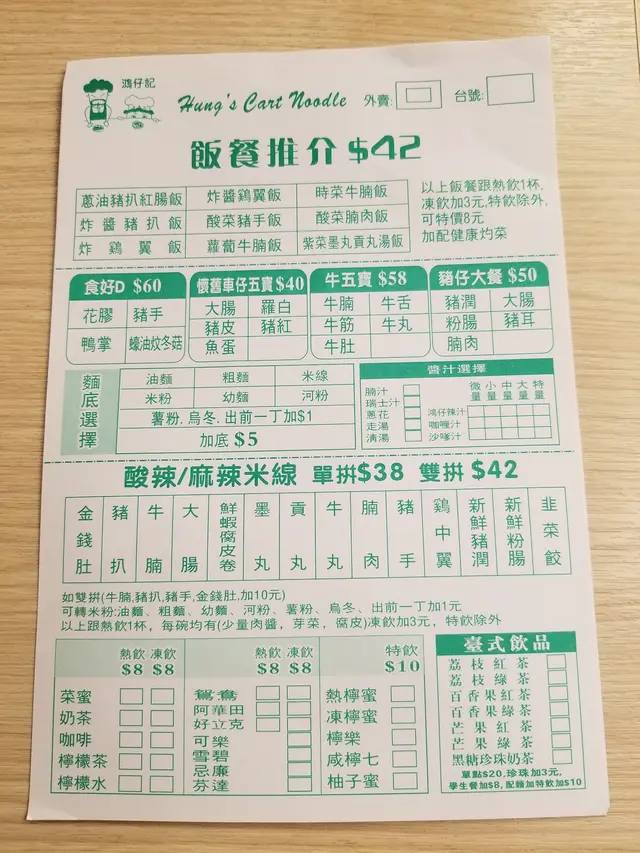 鴻仔記
Hung's Cart Noodle 外賣: 台號:
飯餐推介 $42
蔥油豬扒紅腸飯 炸醬鷄翼飯 時菜牛腩飯
炸醬豬扒飯 酸菜豬手飯 酸菜腩肉飯
炸鷄翼飯 蘿蔔牛腩飯 紫菜墨丸貢丸湯飯
以上飯餐跟熱飲1杯,
凍飲加3元,特飲除外,
可特價8元
加配健康灼菜
食好D $60
花膠 豬手
鴨掌 蠔油炆冬菇
懷舊車仔五寶 $40
大腸 羅白
豬皮 豬紅
魚蛋
牛五寶 $58
牛腩 牛舌
牛筋 牛丸
牛肚
豬仔大餐 $50
豬潤 大腸
粉腸 豬耳
腩肉
麵底選擇
油麵 粗麵 米線
米粉 幼麵 河粉
薯粉.烏冬.出前一丁加$1
加底 $5
醬汁選擇
腩汁
瑞士汁
蔥花
走湯
淸湯
微量 小量 中量 大量 特量
鴻仔辣汁
咖喱汁
沙嗲汁
酸辣/麻辣米線 單拼$38 雙拼 $42
金錢肚
豬扒
牛腩
大腸
鮮蝦腐皮卷
墨丸
貢丸
牛丸
腩肉
豬手
鷄中翼
新鮮豬潤
新鮮粉腸
韭菜餃
如雙拼(牛腩,豬扒,豬手,金錢肚,加10元)
可轉米粉:油麵、粗麵、幼麵、河粉、薯粉、烏冬、出前一丁加1元
以上跟熱飲1杯，每碗均有(少量肉醬，芽菜，腐皮)凍飲加3元，特飲除外
熱飲 $8 凍飲 $8
菜蜜
奶茶
咖啡
檸檬茶
檸檬水
熱飲 $8 凍飲 $8
鴛鴦
阿華田
好立克
可樂
雪碧
忌廉
芬達
特飲 $10
熱檸蜜
凍檸蜜
檸樂
咸檸七
柚子蜜
臺式飲品
荔枝紅茶
荔枝綠茶
百香果紅茶
百香果綠茶
芒果紅茶
芒果綠茶
黑糖珍珠奶茶
單點$20,珍珠加3元,
學生餐加$8,配麵加特飲加$10